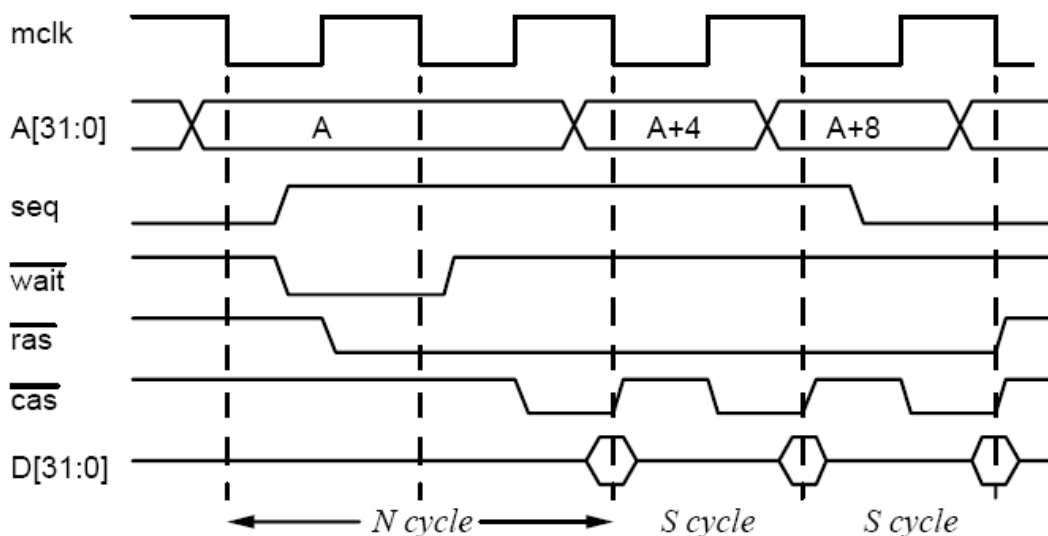 mclk
A[31:0] A A+4 A+8
seq
wait
ras
cas
D[31:0]
N cycle S cycle S cycle